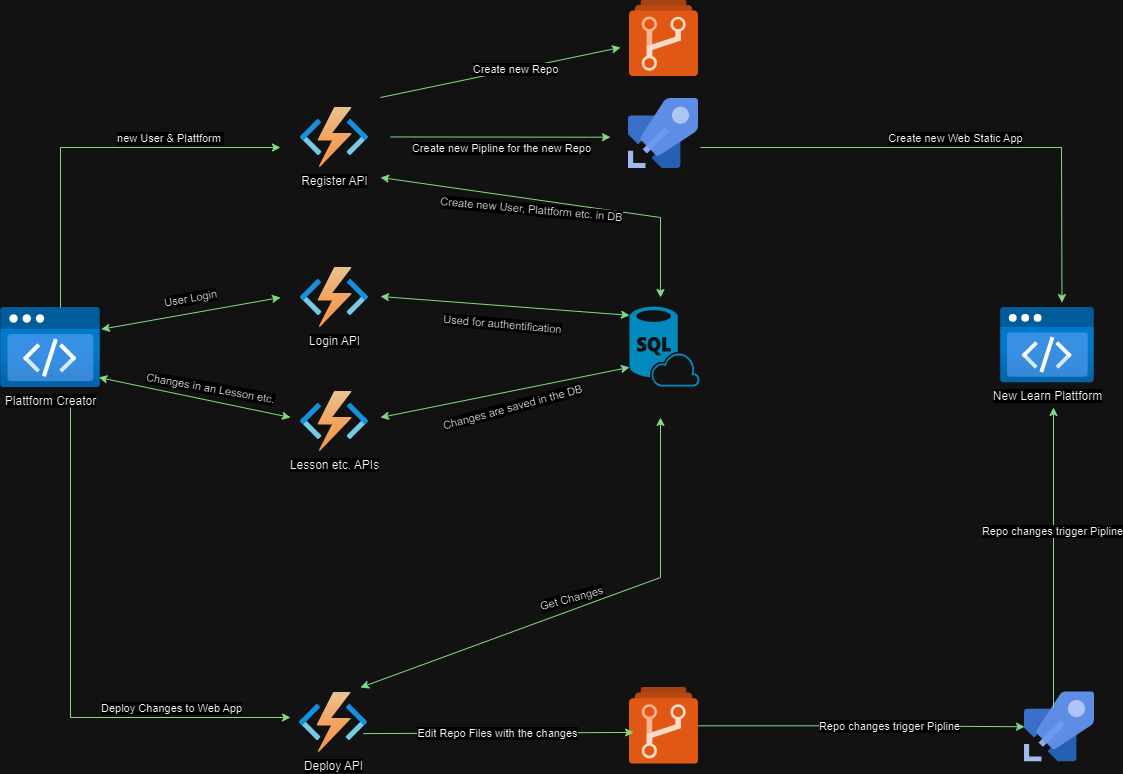 Create new Repo
new User & Plattform
Create new Pipline for the new Repo
Create new Web Static App
Register API
Create new User, Plattform etc. in DB
User Login
Used for authentification
Login API
SQL
Plattform Creator
Changes in an Lesson etc.
Changes are saved in the DB
New Learn Plattform
Lesson etc. APIs
Repo changes trigger Pipline
Get Changes
Deploy Changes to Web App
Edit Repo Files with the changes
Repo changes trigger Pipline
Deploy API